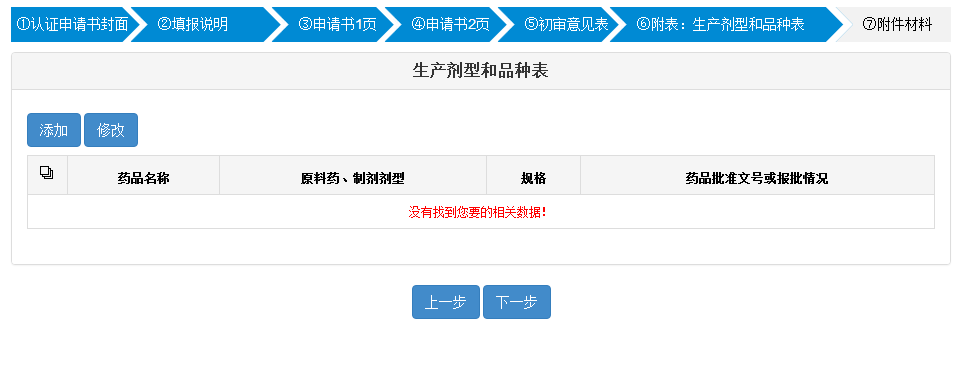 ①认证申请书封面 ②填报说明 ③申请书1页 ④申请书2页 ⑤初审意见表 ⑥附表：生产剂型和品种表 ⑦附件材料
生产剂型和品种表
添加 修改
药品名称 原料药、制剂剂型 规格 药品批准文号或报批情况
没有找到您要的相关数据!
上一步 下一步